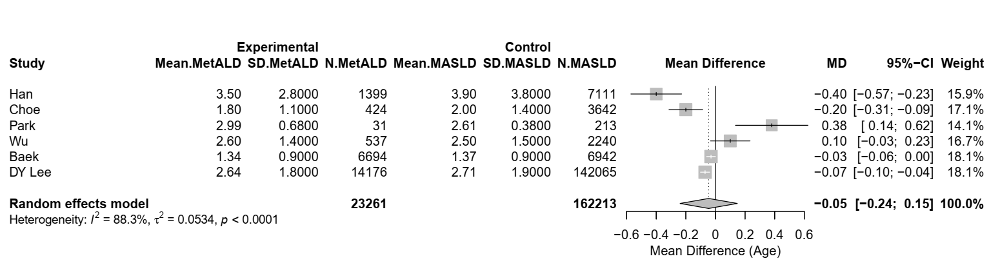 Experimental Control
Study Mean.MetALD SD.MetALD N.MetALD Mean.MASLD SD.MASLD N.MASLD Mean Difference MD 95%−CI Weight
Han 3.50 2.8000 1399 3.90 3.8000 7111 −0.40 [−0.57; −0.23] 15.9%
Choe 1.80 1.1000 424 2.00 1.4000 3642 −0.20 [−0.31; −0.09] 17.1%
Park 2.99 0.6800 31 2.61 0.3800 213 0.38 [ 0.14; 0.62] 14.1%
Wu 2.60 1.4000 537 2.50 1.5000 2240 0.10 [−0.03; 0.23] 16.7%
Baek 1.34 0.9000 6694 1.37 0.9000 6942 −0.03 [−0.06; 0.00] 18.1%
DY Lee 2.64 1.8000 14176 2.71 1.9000 142065 −0.07 [−0.10; −0.04] 18.1%
Random effects model 23261 162213 −0.05 [−0.24; 0.15] 100.0%
Heterogeneity: I² = 88.3%, τ² = 0.0534, p < 0.0001
−0.6 −0.4 −0.2 0 0.2 0.4 0.6
Mean Difference (Age)